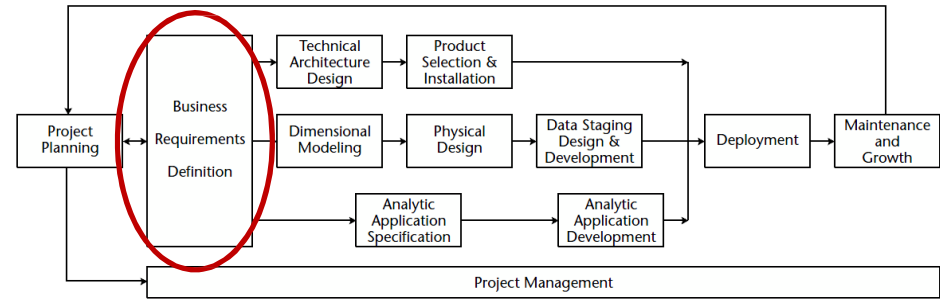 Project
Planning
Business
Requirements
Definition
Technical
Architecture
Design
Product
Selection &
Installation
Dimensional
Modeling
Physical
Design
Data Staging
Design &
Development
Analytic
Application
Specification
Analytic
Application
Development
Deployment
Maintenance
and
Growth
Project Management